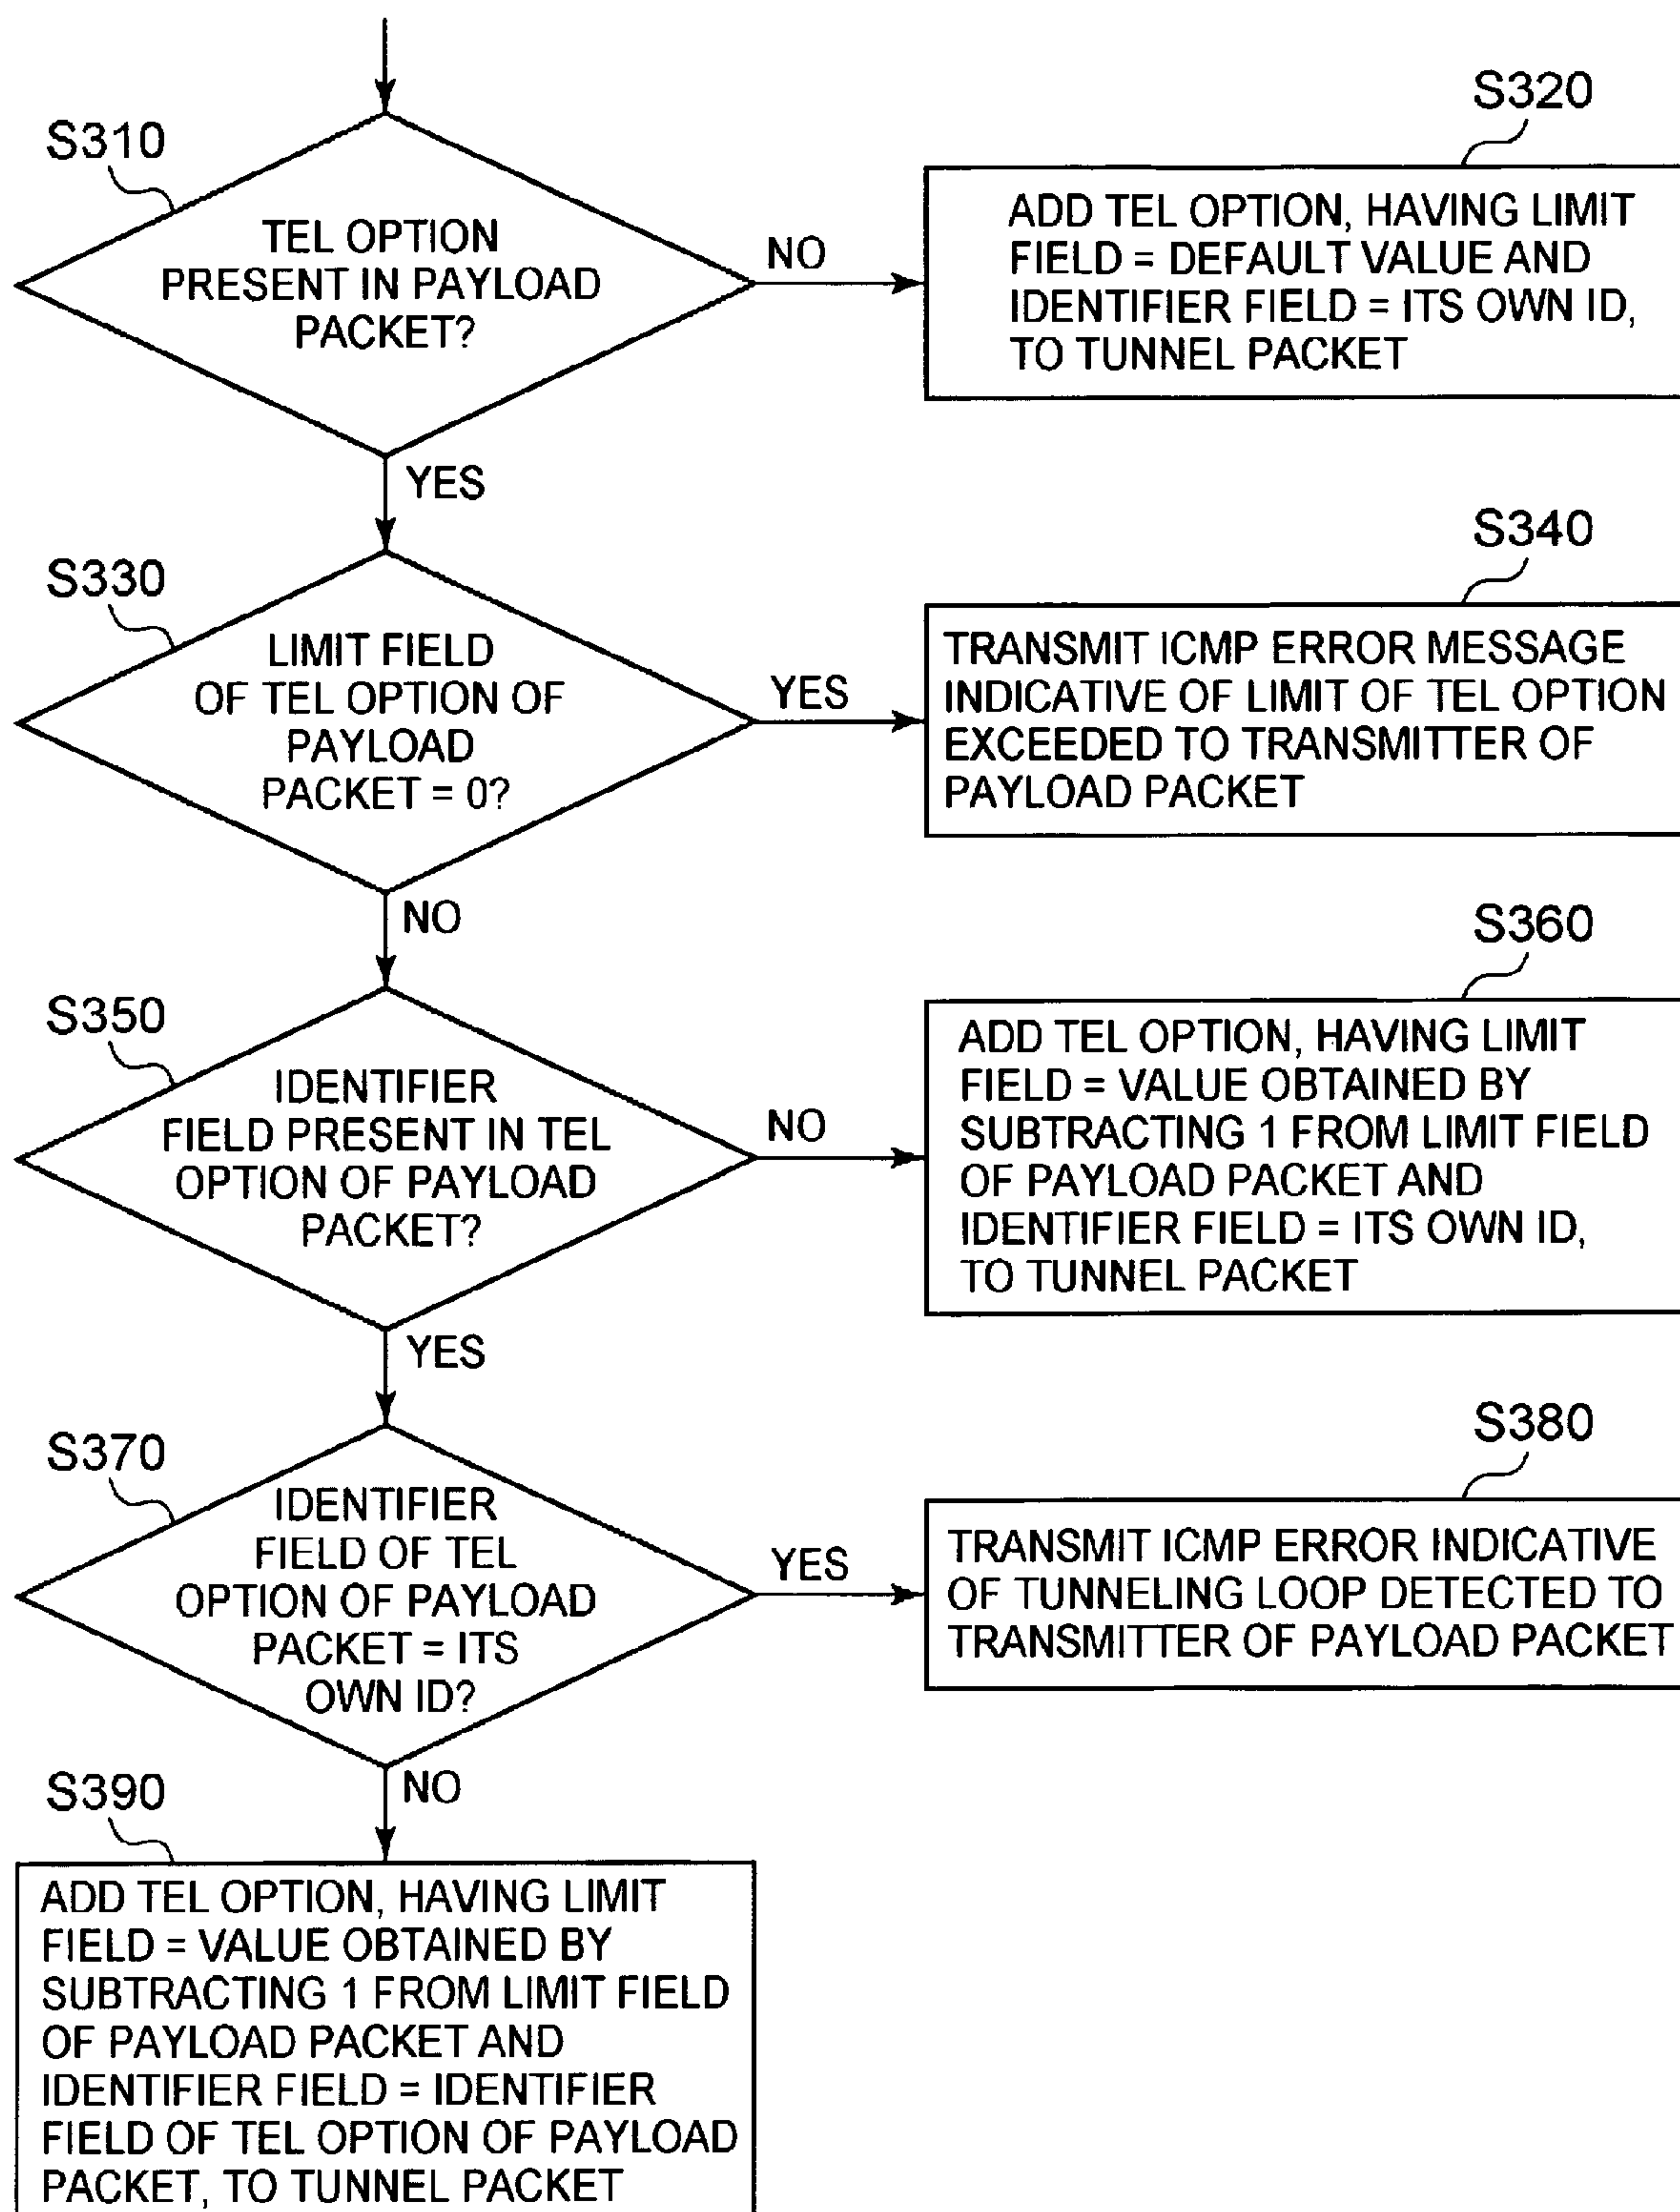 S310
TEL OPTION
PRESENT IN PAYLOAD
PACKET?
NO
S320
ADD TEL OPTION, HAVING LIMIT
FIELD = DEFAULT VALUE AND
IDENTIFIER FIELD = ITS OWN ID,
TO TUNNEL PACKET
YES
S330
LIMIT FIELD
OF TEL OPTION OF
PAYLOAD
PACKET = 0?
YES
S340
TRANSMIT ICMP ERROR MESSAGE
INDICATIVE OF LIMIT OF TEL OPTION
EXCEEDED TO TRANSMITTER OF
PAYLOAD PACKET
NO
S350
IDENTIFIER
FIELD PRESENT IN TEL
OPTION OF PAYLOAD
PACKET?
NO
S360
ADD TEL OPTION, HAVING LIMIT
FIELD = VALUE OBTAINED BY
SUBTRACTING 1 FROM LIMIT FIELD
OF PAYLOAD PACKET AND
IDENTIFIER FIELD = ITS OWN ID,
TO TUNNEL PACKET
YES
S370
IDENTIFIER
FIELD OF TEL
OPTION OF PAYLOAD
PACKET = ITS
OWN ID?
YES
S380
TRANSMIT ICMP ERROR INDICATIVE
OF TUNNELING LOOP DETECTED TO
TRANSMITTER OF PAYLOAD PACKET
NO
S390
ADD TEL OPTION, HAVING LIMIT
FIELD = VALUE OBTAINED BY
SUBTRACTING 1 FROM LIMIT FIELD
OF PAYLOAD PACKET AND
IDENTIFIER FIELD = IDENTIFIER
FIELD OF TEL OPTION OF PAYLOAD
PACKET, TO TUNNEL PACKET